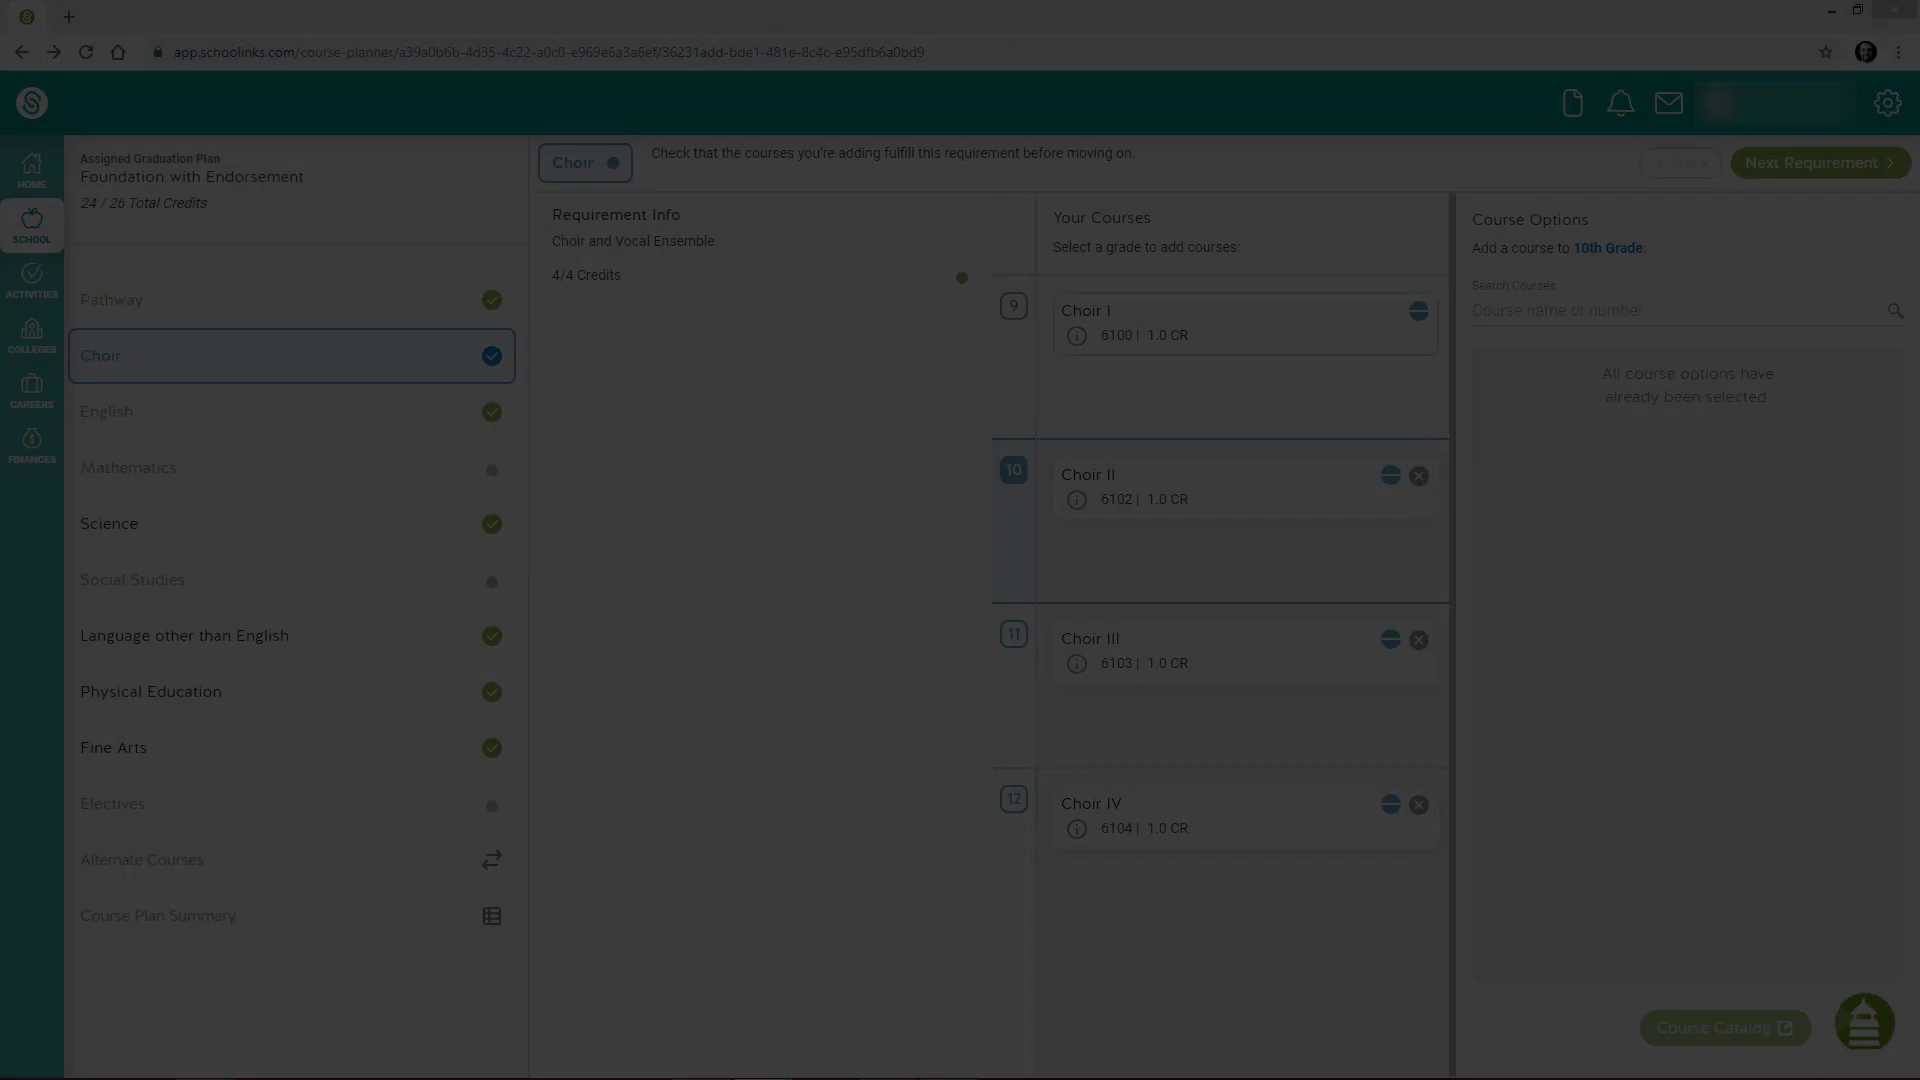 app.schoolinks.com/course-planner/a39a0b6b-4d35-4c22-a0c0-e969e6a3a6ef/36231add-bde1-481e-8c4c-e95dfb6a0bd9
HOME
SCHOOL
ACTIVITIES
COLLEGES
CAREERS
FINANCES
Assigned Graduation Plan
Foundation with Endorsement
24 / 26 Total Credits
Pathway
Choir
English
Mathematics
Science
Social Studies
Language other than English
Physical Education
Fine Arts
Electives
Alternate Courses
Course Plan Summary
Choir
Check that the courses you're adding fulfill this requirement before moving on.
Back
Next Requirement
Requirement Info
Choir and Vocal Ensemble
4/4 Credits
Your Courses
Select a grade to add courses:
9
Choir I
6100 | 1.0 CR
10
Choir II
6102 | 1.0 CR
11
Choir III
6103 | 1.0 CR
12
Choir IV
6104 | 1.0 CR
Course Options
Add a course to 10th Grade:
Search Courses
Course name or number
All course options have
already been selected
Course Catalog